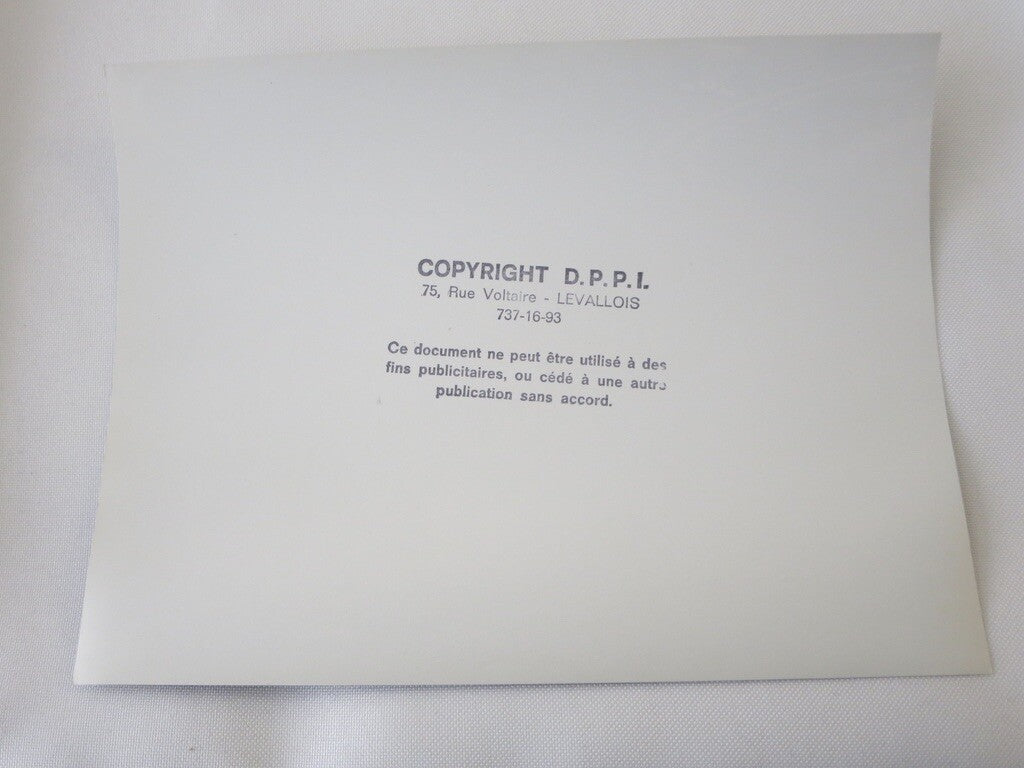 COPYRIGHT D.P.P.I.
75, Rue Voltaire - LEVALLOIS
737-16-93
Ce document ne peut être utilisé à des
fins publicitaires, ou cédé à une autre
publication sans accord.